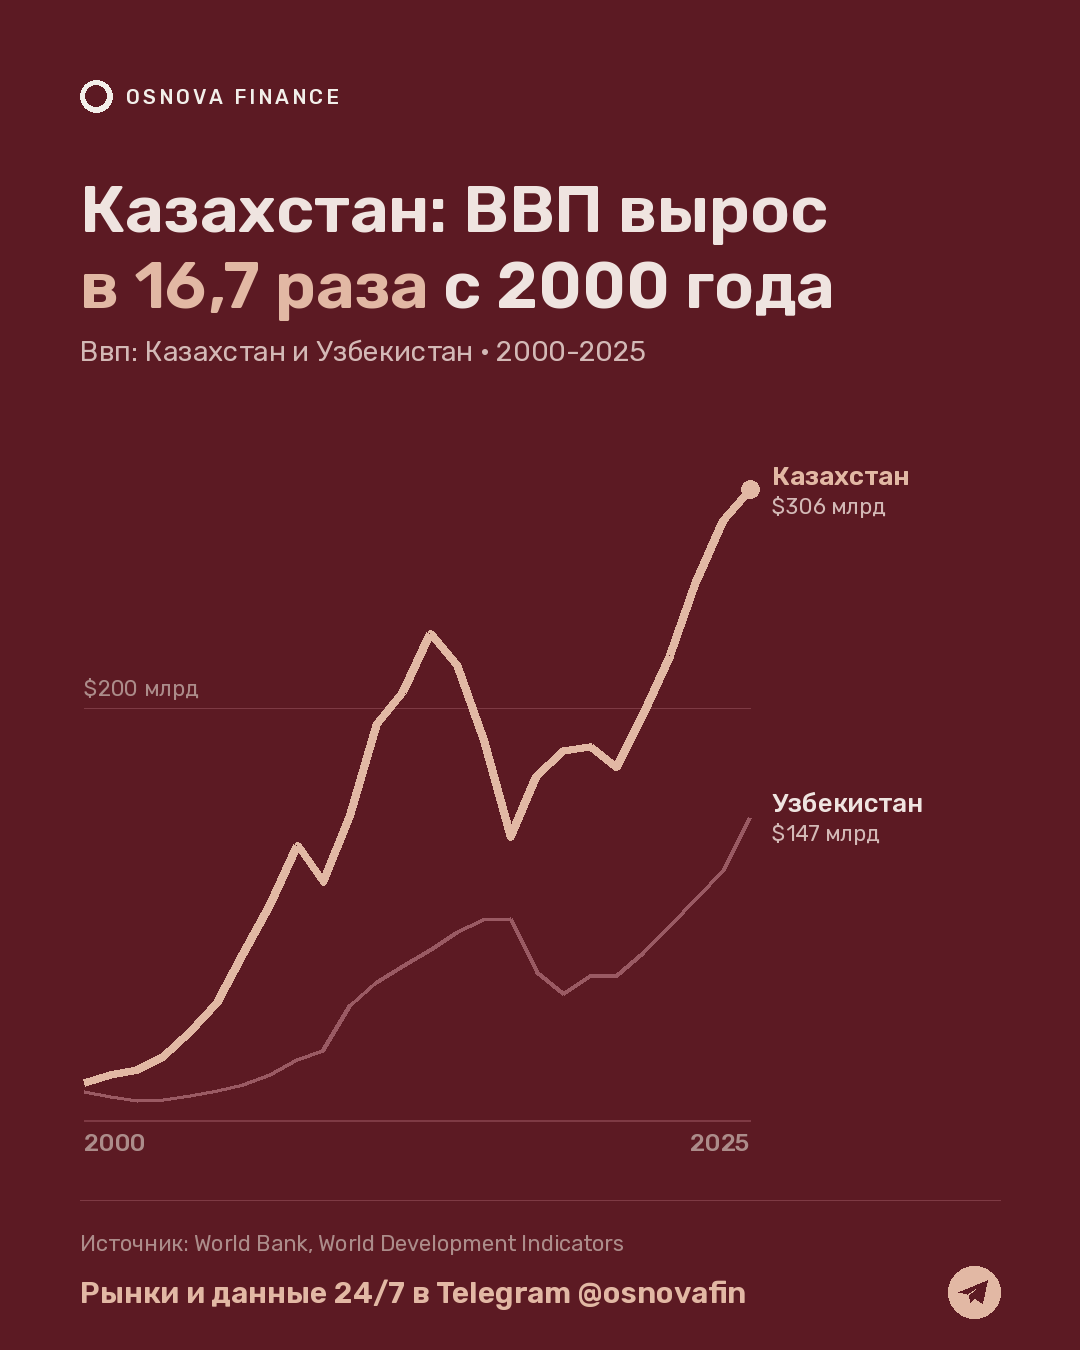 OSNOVA FINANCE
Казахстан: ВВП вырос
в 16,7 раза с 2000 года
Ввп: Казахстан и Узбекистан • 2000-2025
Казахстан
$306 млрд
$200 млрд
Узбекистан
$147 млрд
2000
2025
Источник: World Bank, World Development Indicators
Рынки и данные 24/7 в Telegram @osnovafin